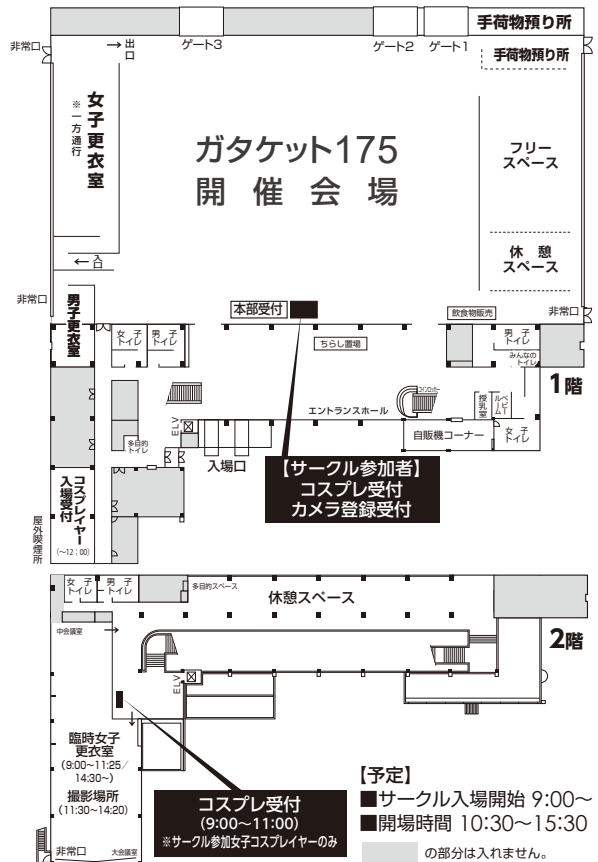 手荷物預り所
非常口
→出口
ゲート3
ゲート2
ゲート1
手荷物預り所
女子更衣室
※一方通行
ガタケット175
開催会場
フリー
スペース
休憩
スペース
←入口
非常口
男子更衣室
本部受付
飲食物販売
非常口
女子
トイレ
男子
トイレ
ちらし置場
男子
トイレ
みんなの
トイレ
1階
コインロッカー
ELV
エントランスホール
授乳室
ベビー
ルーム
自販機コーナー
女子
トイレ
多目的
トイレ
入場口
【サークル参加者】
コスプレ受付
カメラ登録受付
コスプレイヤー
入場受付
(~12:00)
屋外喫煙所
女子
トイレ
男子
トイレ
多目的スペース
休憩スペース
2階
中会議室
ELV
臨時女子
更衣室
(9:00~11:25/
14:30~)
撮影場所
(11:30~14:20)
非常口
大会議室
コスプレ受付
(9:00~11:00)
※サークル参加女子コスプレイヤーのみ
【予定】
■サークル入場開始 9:00~
■開場時間 10:30~15:30
の部分は入れません。